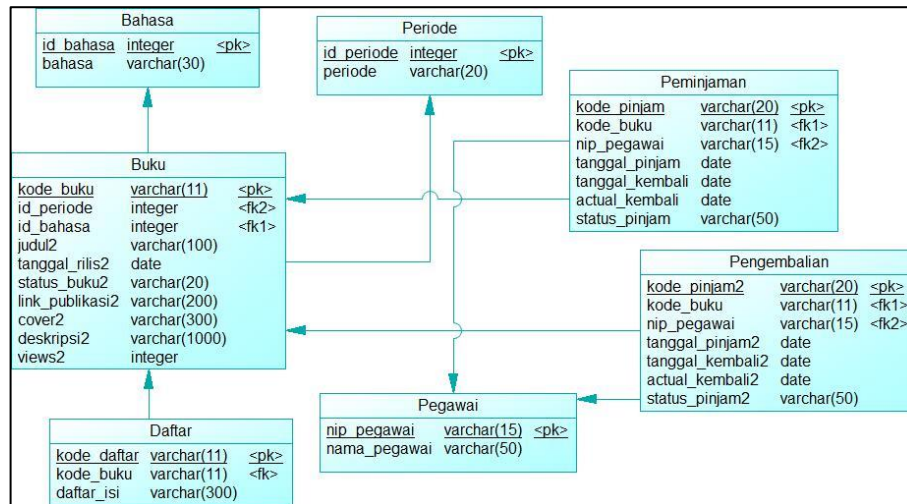 Bahasa
id_bahasa integer <pk>
bahasa varchar(30)
Periode
id_periode integer <pk>
periode varchar(20)
Peminjaman
kode_pinjam varchar(20) <pk>
kode_buku varchar(11) <fk1>
nip_pegawai varchar(15) <fk2>
tanggal_pinjam date
tanggal_kembali date
actual_kembali date
status_pinjam varchar(50)
Buku
kode_buku varchar(11) <pk>
id_periode integer <fk2>
id_bahasa integer <fk1>
judul2 varchar(100)
tanggal_rilis2 date
status_buku2 varchar(20)
link_publikasi2 varchar(200)
cover2 varchar(300)
deskripsi2 varchar(1000)
views2 integer
Pengembalian
kode_pinjam2 varchar(20) <pk>
kode_buku varchar(11) <fk1>
nip_pegawai varchar(15) <fk2>
tanggal_pinjam2 date
tanggal_kembali2 date
actual_kembali2 date
status_pinjam2 varchar(50)
Pegawai
nip_pegawai varchar(15) <pk>
nama_pegawai varchar(50)
Daftar
kode_daftar varchar(11) <pk>
kode_buku varchar(11) <fk>
daftar_isi varchar(300)